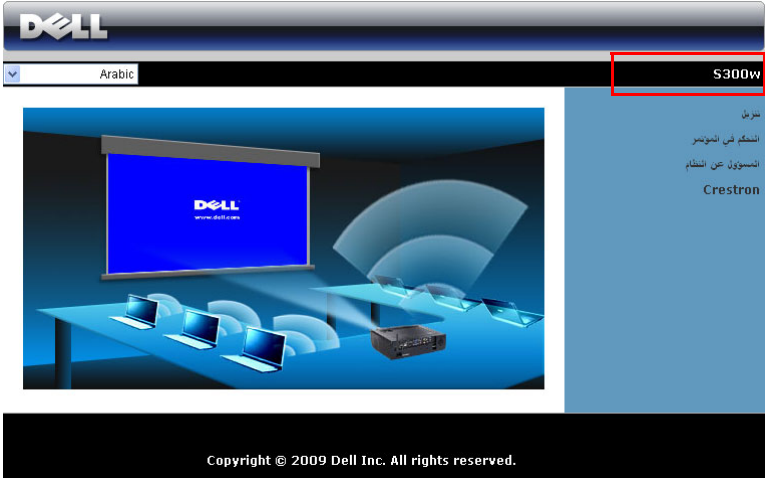 DELL
Arabic
S300w
تنزيل
التحكم في المؤتمر
المسؤول عن النظام
Crestron
DELL
www.dell.com
Copyright © 2009 Dell Inc. All rights reserved.